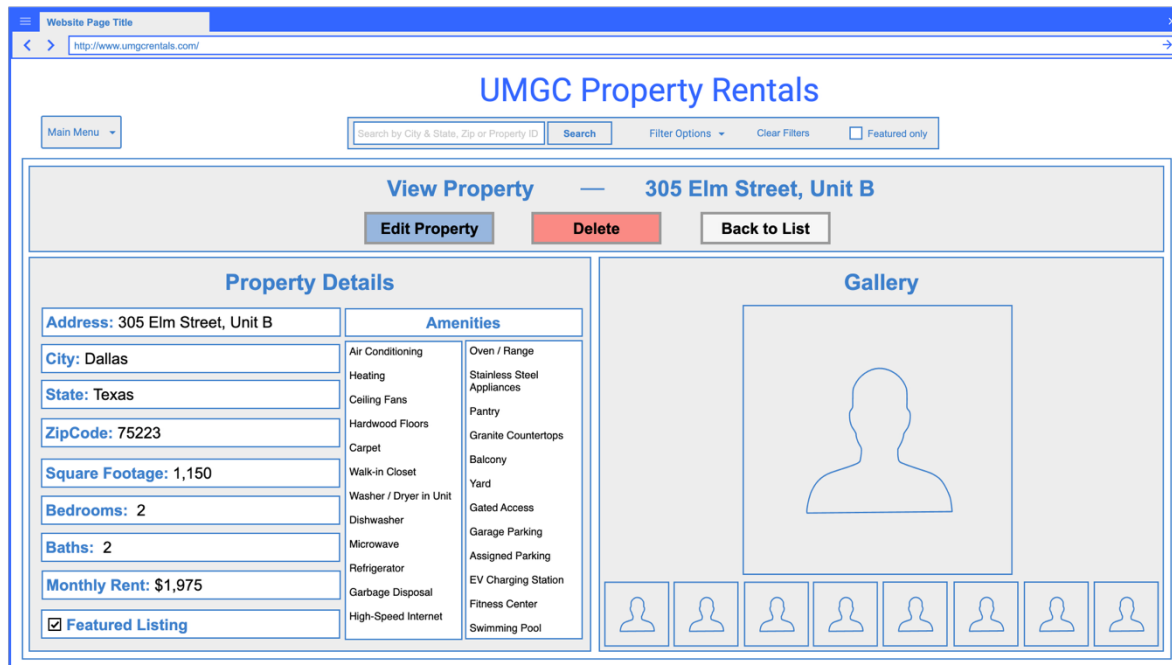 Website Page Title
http://www.umgcrentals.com/
UMGC Property Rentals
Main Menu
Search by City & State, Zip or Property ID
Search
Filter Options
Clear Filters
Featured only
View Property — 305 Elm Street, Unit B
Edit Property
Delete
Back to List
Property Details
Address: 305 Elm Street, Unit B
City: Dallas
State: Texas
ZipCode: 75223
Square Footage: 1,150
Bedrooms: 2
Baths: 2
Monthly Rent: $1,975
Featured Listing
Amenities
Air Conditioning
Heating
Ceiling Fans
Hardwood Floors
Carpet
Walk-in Closet
Washer / Dryer in Unit
Dishwasher
Microwave
Refrigerator
Garbage Disposal
High-Speed Internet
Oven / Range
Stainless Steel
Appliances
Pantry
Granite Countertops
Balcony
Yard
Gated Access
Garage Parking
Assigned Parking
EV Charging Station
Fitness Center
Swimming Pool
Gallery